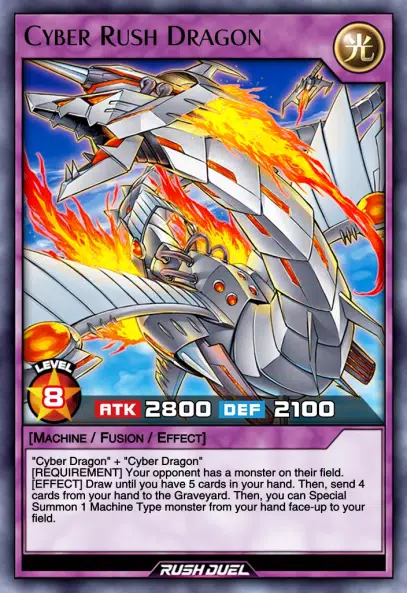 CYBER RUSH DRAGON
光
LEVEL
8
ATK 2800 DEF 2100
[MACHINE / FUSION / EFFECT]
"Cyber Dragon" + "Cyber Dragon"
[REQUIREMENT] Your opponent has a monster on their field.
[EFFECT] Draw until you have 5 cards in your hand. Then, send 4
cards from your hand to the Graveyard. Then, you can Special
Summon 1 Machine Type monster from your hand face-up to your
field.
RUSH DUEL